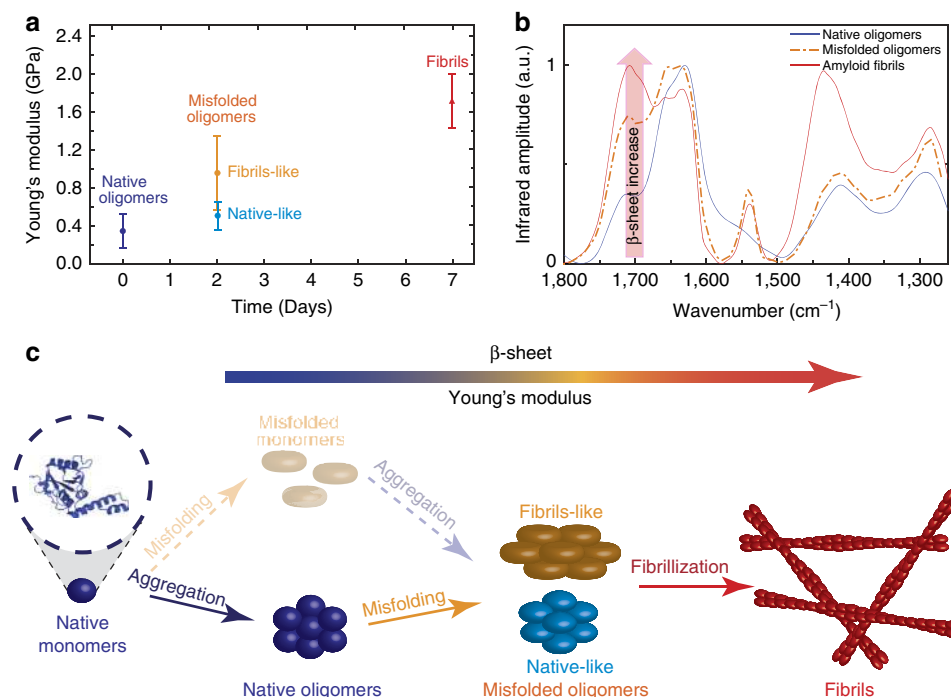 a
Young's modulus (GPa)
2.4
2.0
1.6
1.2
0.8
0.4
0.0
Native
oligomers
Misfolded
oligomers
Fibrils-like
Native-like
Fibrils
0 1 2 3 4 5 6 7
Time (Days)
b
Infrared amplitude (a.u.)
1
0
Native oligomers
Misfolded oligomers
Amyloid fibrils
β-sheet increase
1,800 1,700 1,600 1,500 1,400 1,300
Wavenumber (cm⁻¹)
c
β-sheet
Young's modulus
Misfolded
monomers
Misfolding
Aggregation
Aggregation
Native
monomers
Native oligomers
Misfolding
Fibrils-like
Native-like
Misfolded oligomers
Fibrillization
Fibrils